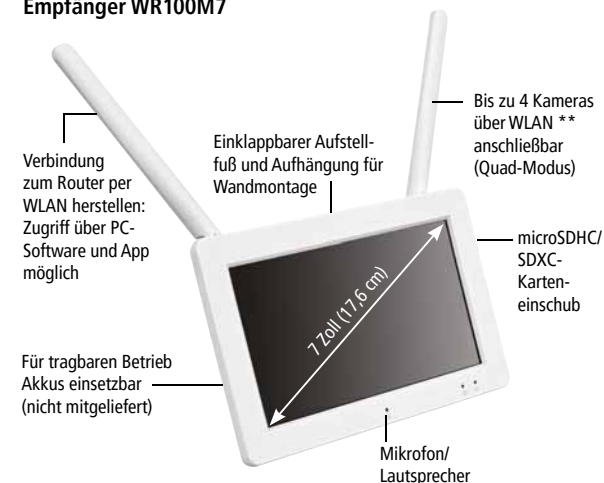 Empfänger WR100M7
Verbindung
zum Router per
WLAN herstellen:
Zugriff über PC-
Software und App
möglich
Einklappbarer Aufstell-
fuß und Aufhängung für
Wandmontage
Bis zu 4 Kameras
über WLAN **
anschließbar
(Quad-Modus)
microSDHC/
SDXC-
Karten-
einschub
7 Zoll (17,6 cm)
Für tragbaren Betrieb
Akkus einsetzbar
(nicht mitgeliefert)
Mikrofon/
Lautsprecher